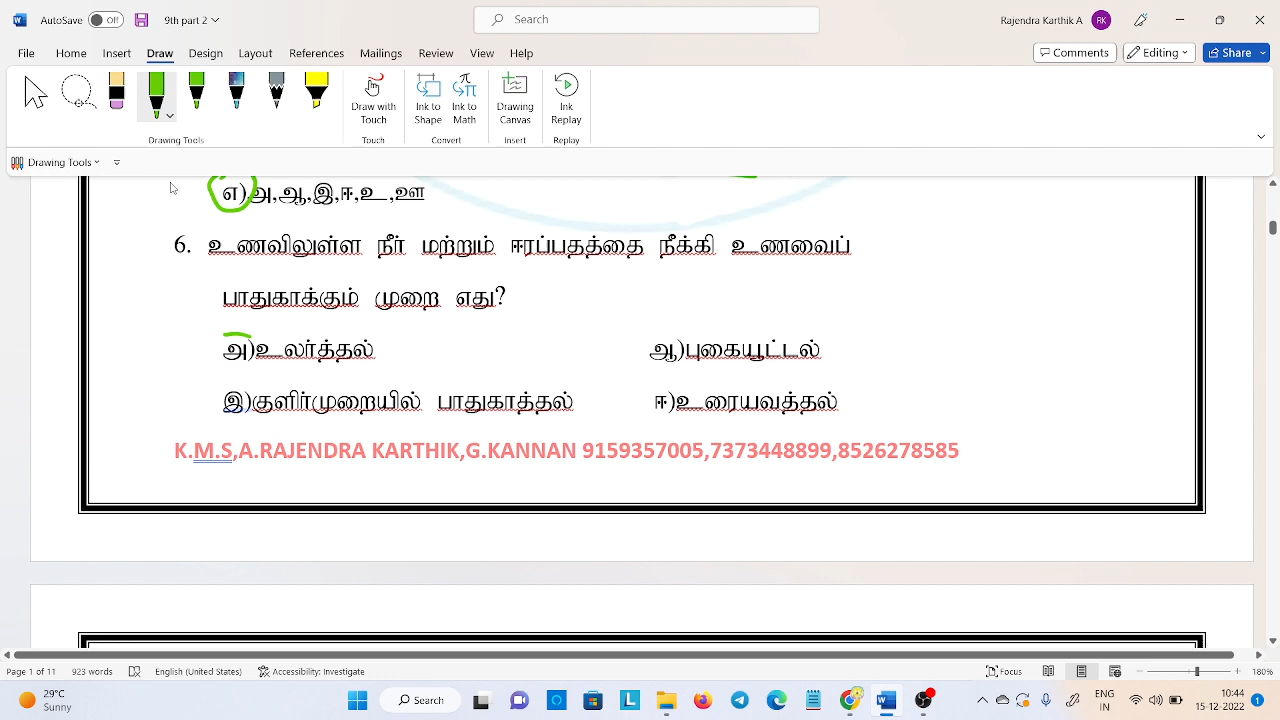 AutoSave Off 9th part 2 Search Rajendra Karthik A RK
File Home Insert Draw Design Layout References Mailings Review View Help Comments Editing Share
Draw with Touch Ink to Shape Ink to Math Drawing Canvas Ink Replay
Drawing Tools Touch Convert Insert Replay
Drawing Tools
எ)அ,ஆ,இ,ஈ,உ,ஊ
6. உணவிலுள்ள நீர் மற்றும் ஈரப்பதத்தை நீக்கி உணவைப்
பாதுகாக்கும் முறை எது?
அ)உலர்த்தல் ஆ)புகையூட்டல்
இ)குளிர்முறையில் பாதுகாத்தல் ஈ)உரையவத்தல்
K.M.S,A.RAJENDRA KARTHIK,G.KANNAN 9159357005,7373448899,8526278585
Page 1 of 11 923 words English (United States) Accessibility: Investigate Focus 180%
29°C Sunny Search ENG IN 10:44 15-12-2022 1